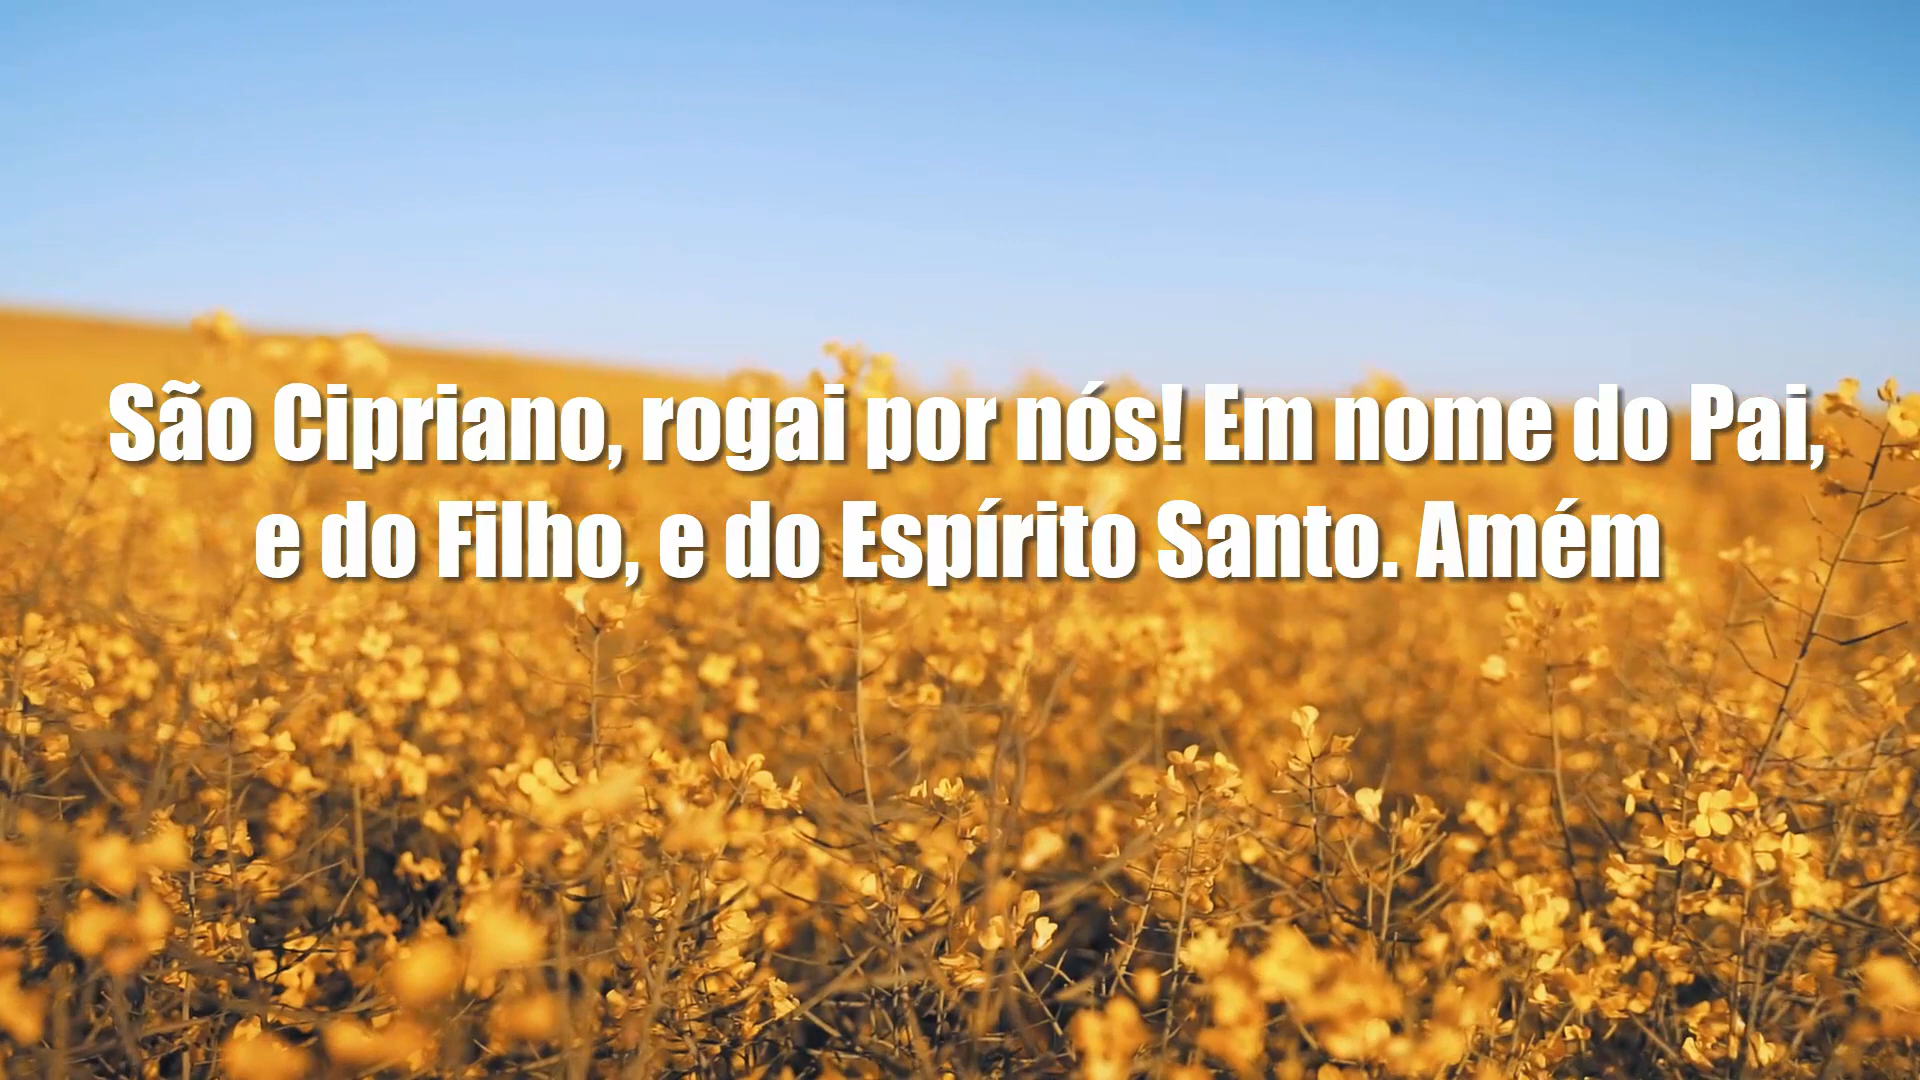 São Cipriano, rogai por nós! Em nome do Pai,
e do Filho, e do Espírito Santo. Amém